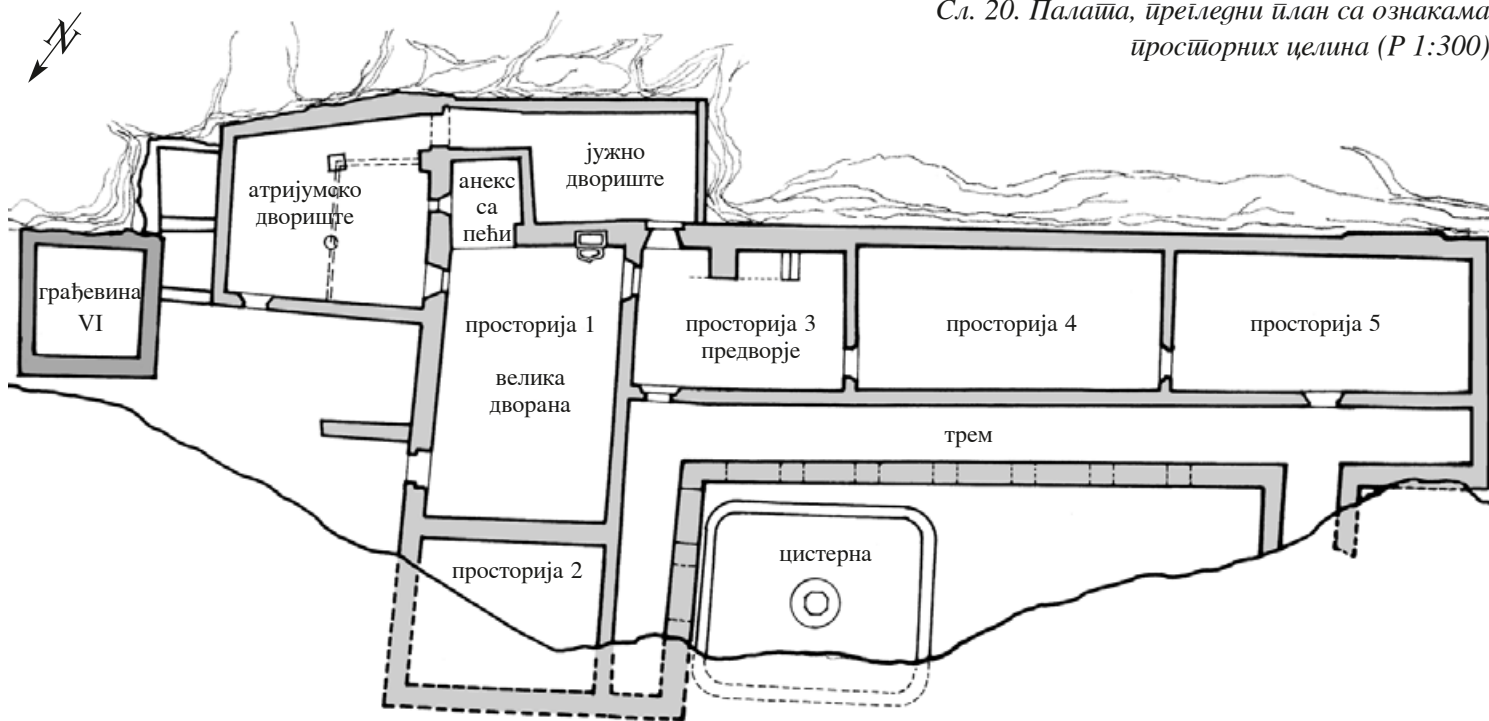 N
Сл. 20. Палата, прегледни план са ознакама
просторних целина (Р 1:300)
јужно
двориште
атријумско
двориште
анекс
са
пећи
грађевина
VI
просторија 1
велика
дворана
просторија 3
предворје
просторија 4
просторија 5
трем
просторија 2
цистерна